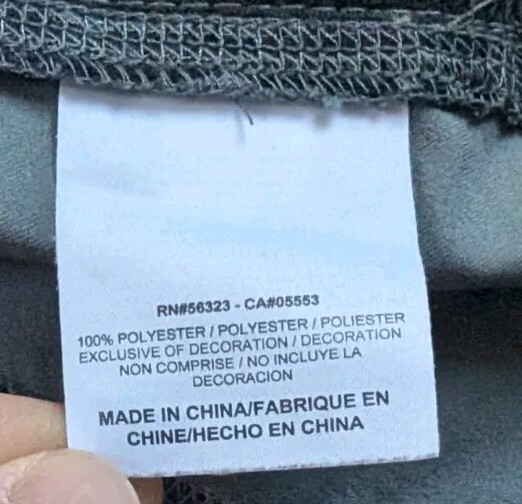 RN#56323 - CA#05553
100% POLYESTER / POLYESTER / POLIESTER
EXCLUSIVE OF DECORATION / DECORATION
NON COMPRISE / NO INCLUYE LA
DECORACION
MADE IN CHINA/FABRIQUE EN
CHINE/HECHO EN CHINA